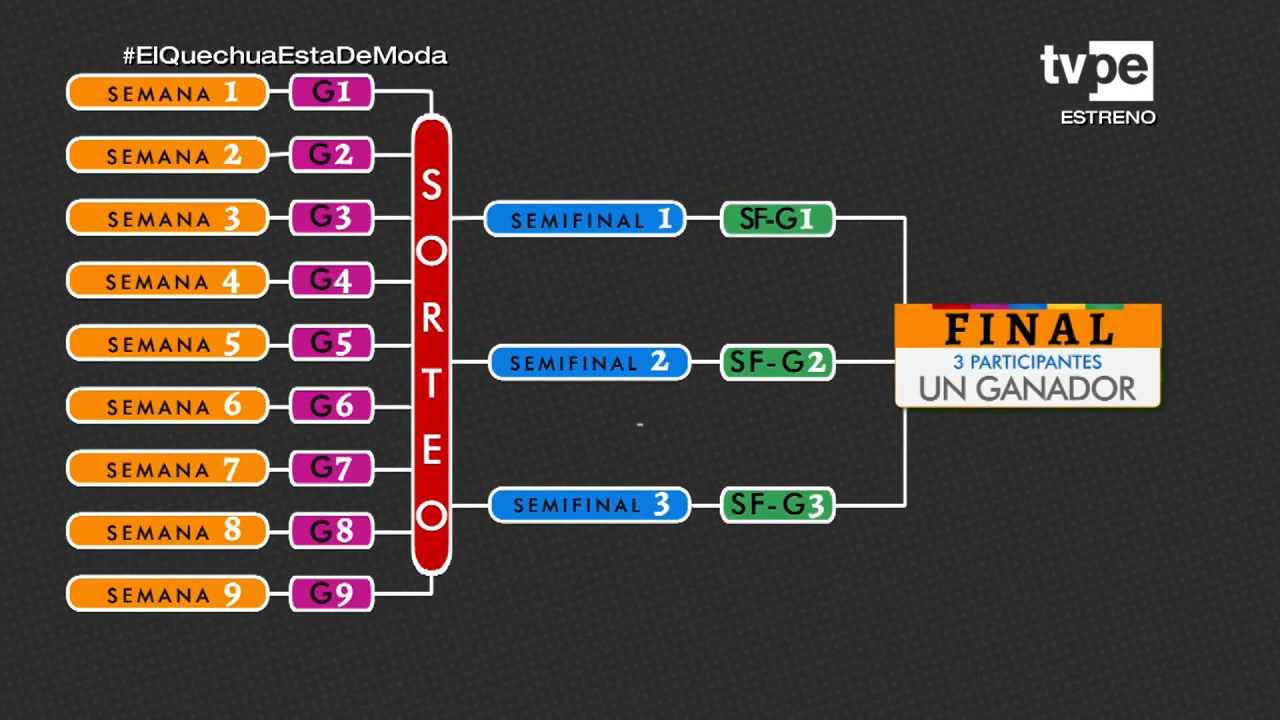 #ElQuechuaEstaDeModa
tvpe
ESTRENO
SEMANA 1 G1
SEMANA 2 G2
SEMANA 3 G3
SEMANA 4 G4
SEMANA 5 G5
SEMANA 6 G6
SEMANA 7 G7
SEMANA 8 G8
SEMANA 9 G9
SORTEO
SEMIFINAL 1 SF-G1
SEMIFINAL 2 SF-G2
SEMIFINAL 3 SF-G3
FINAL
3 PARTICIPANTES
UN GANADOR